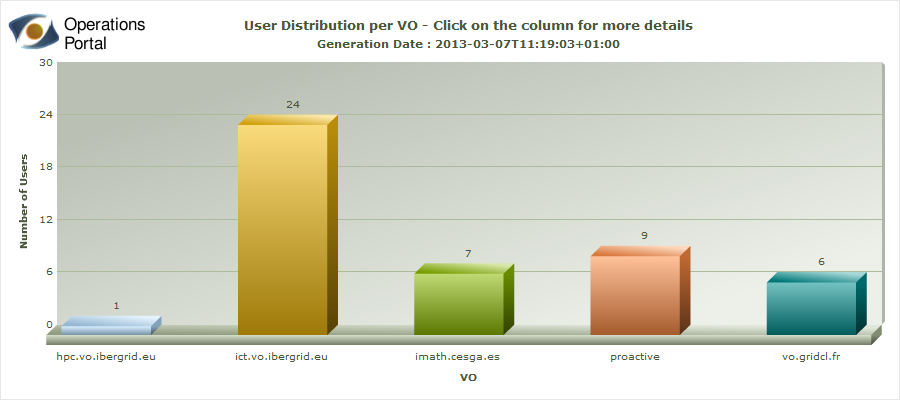 Operations
Portal
User Distribution per VO - Click on the column for more details
Generation Date : 2013-03-07T11:19:03+01:00
Number of Users
30
24
18
12
6
0
1
24
7
9
6
hpc.vo.ibergrid.eu
ict.vo.ibergrid.eu
imath.cesga.es
proactive
vo.gridcl.fr
VO